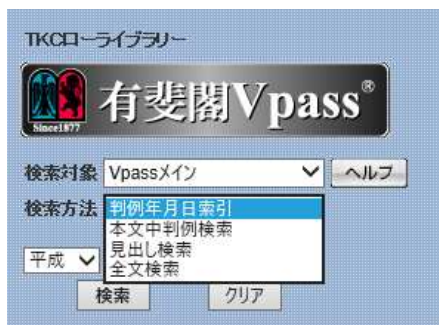 TKCローライブラリー
有斐閣Vpass®
Since1877
検索対象 Vpassメイン ヘルプ
検索方法 判例年月日索引
本文中判例検索
見出し検索
全文検索
平成
検索 クリア